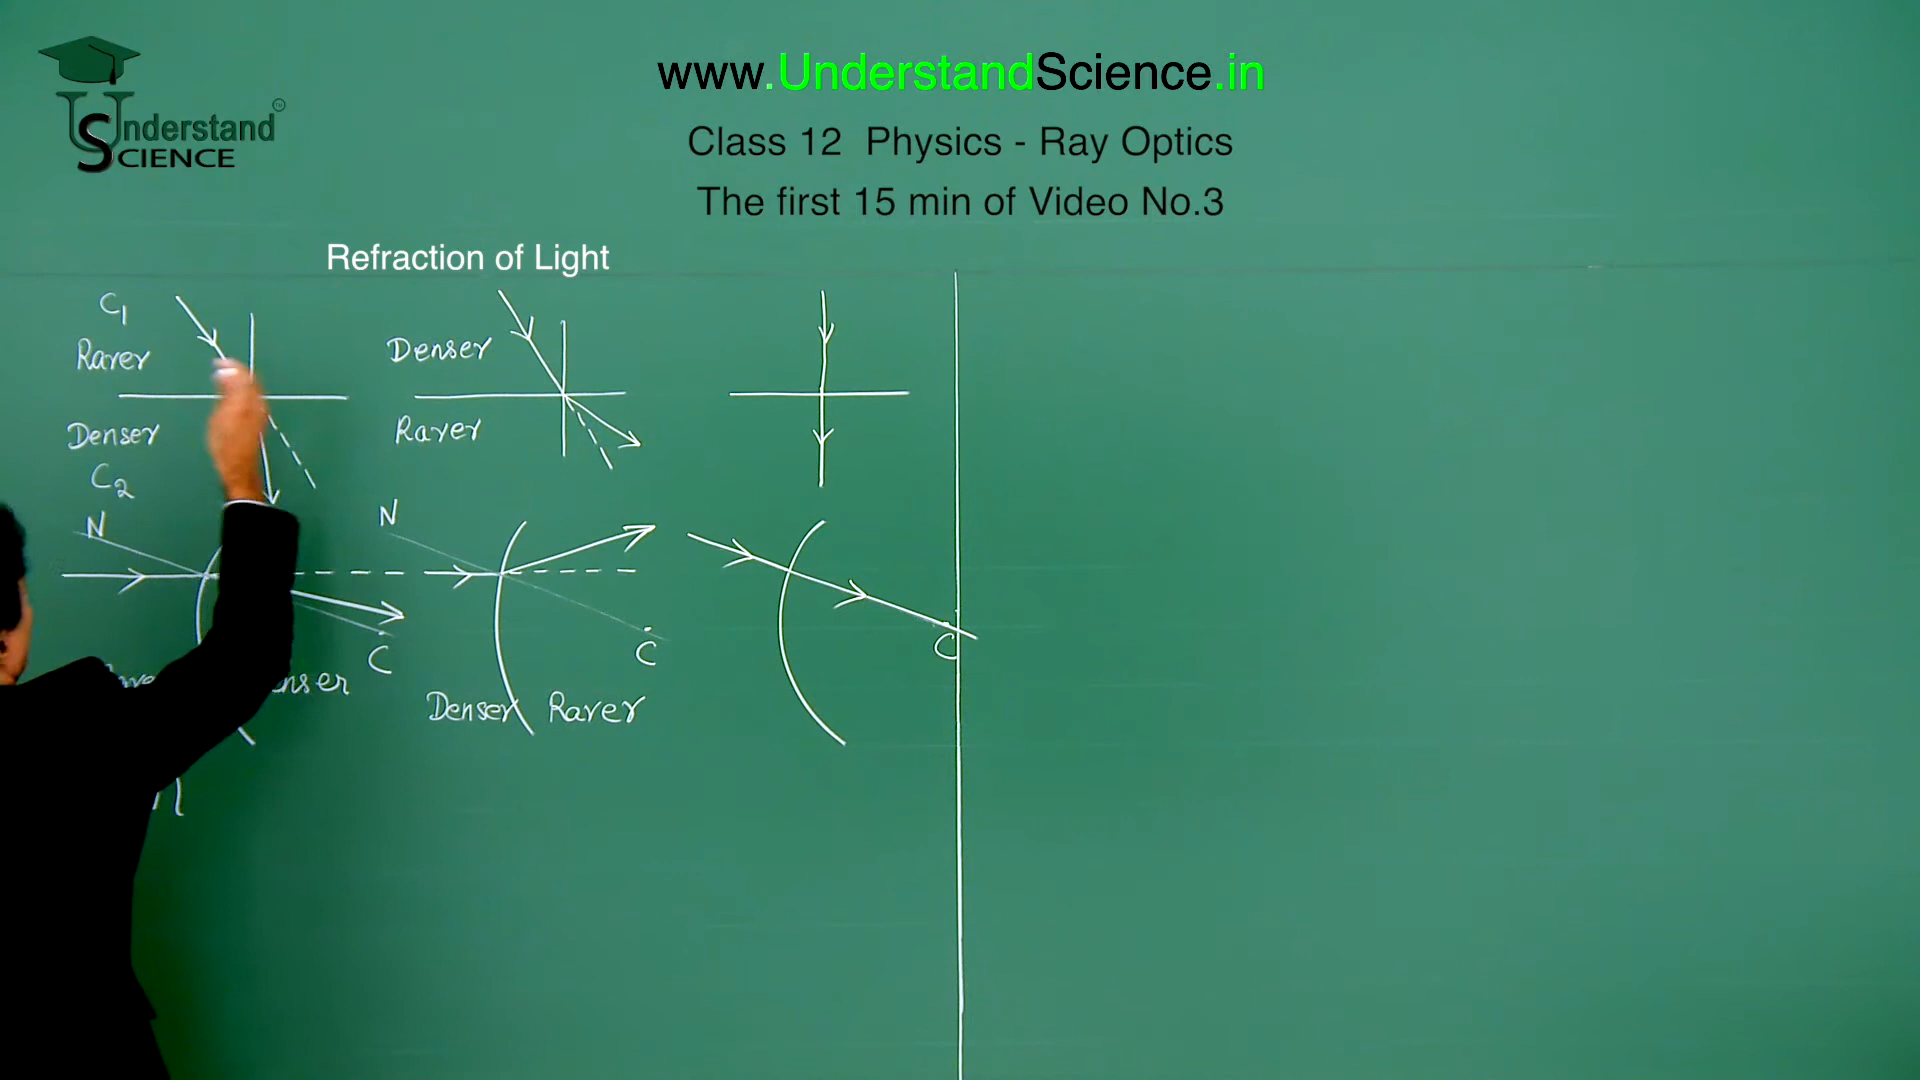 Understand
SCIENCE
TM
www.UnderstandScience.in
Class 12 Physics - Ray Optics
The first 15 min of Video No.3
Refraction of Light
C1
Rarer
Denser
C2
Denser
Rarer
N
C
N
C
C
Denser Rarer